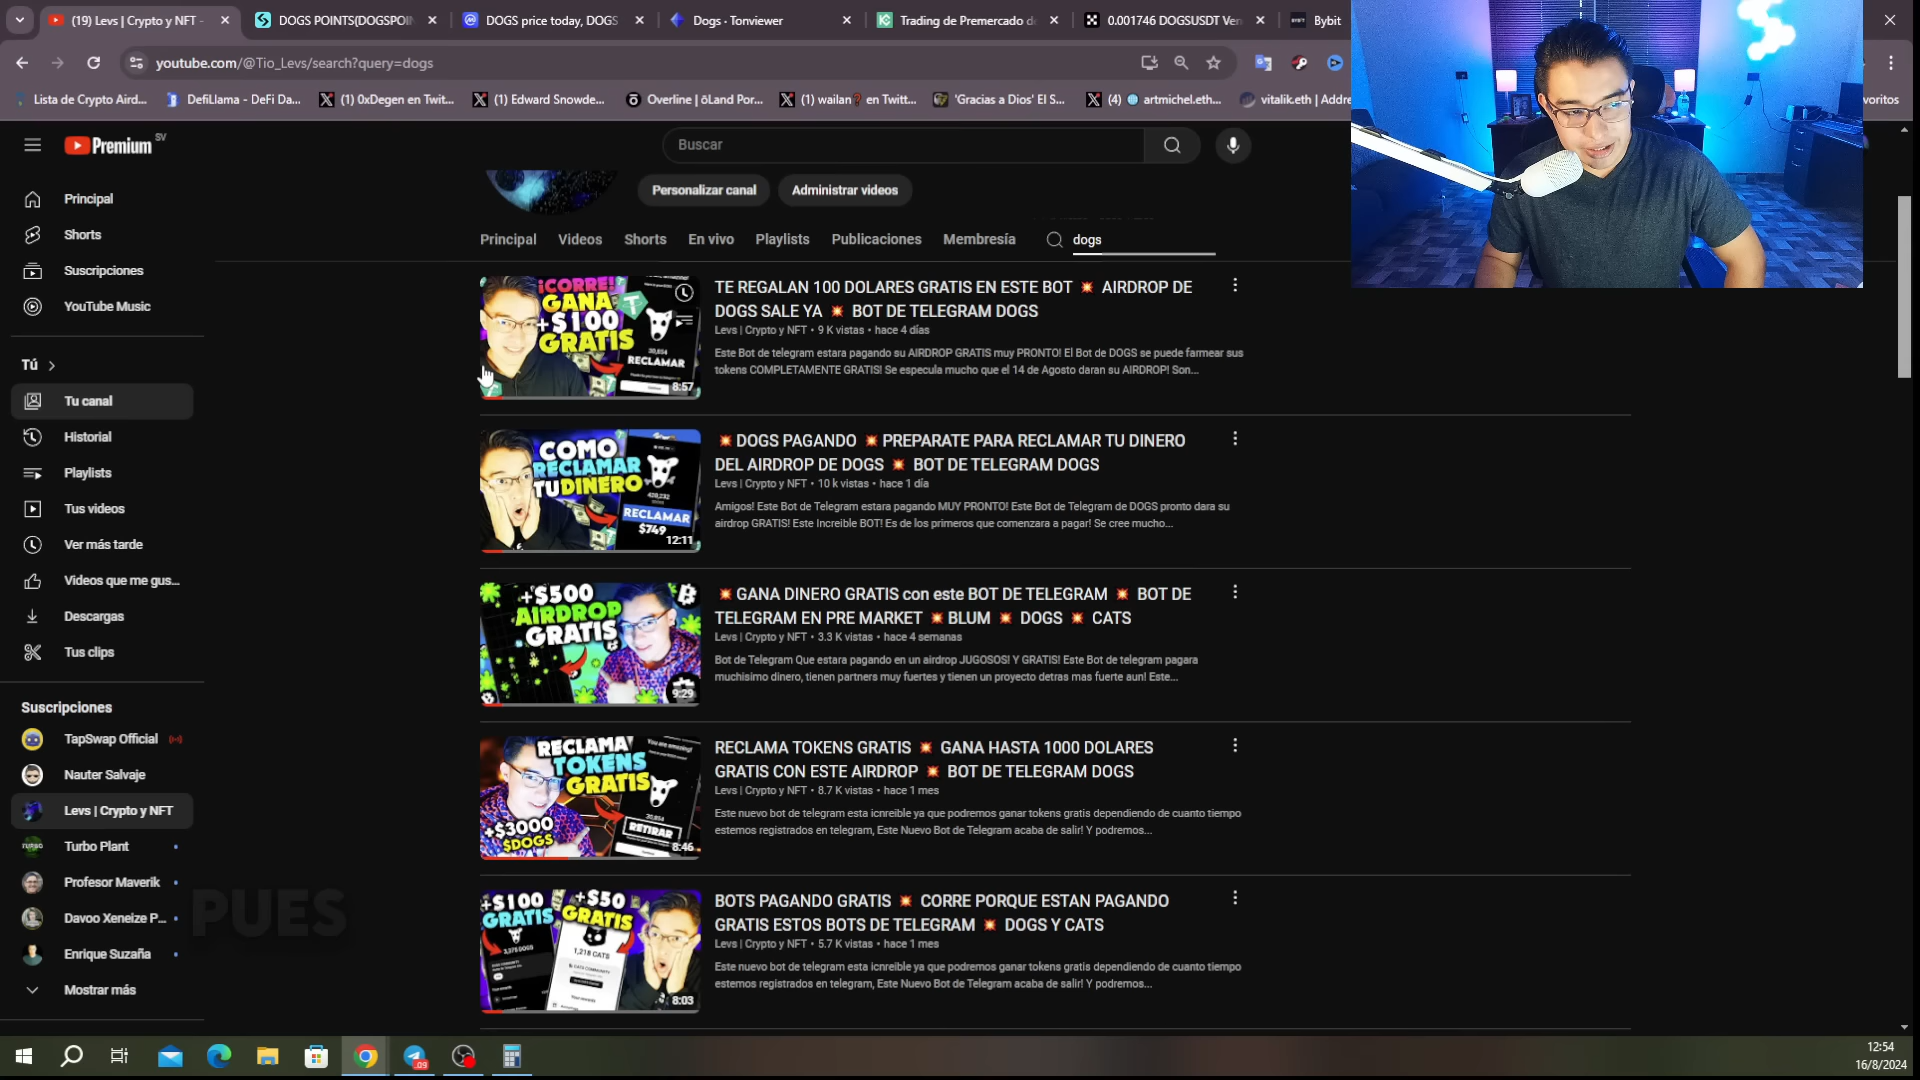 (19) Levs | Crypto y NFT -
DOGS POINTS(DOGSPOIN
DOGS price today, DOGS
Dogs · Tonviewer
Trading de Premercado de
0.001746 DOGSUSDT Ven
Bybit
youtube.com/@Tio_Levs/search?query=dogs
Lista de Crypto Aird...
DefiLlama - DeFi Da...
(1) 0xDegen en Twit...
(1) Edward Snowde...
Overline | ōLand Por...
(1) wailan❓ en Twitt...
'Gracias a Dios' El S...
(4) 🌐 artmichel.eth...
vitalik.eth | Addre
voritos
Premium SV
Buscar
Personalizar canal
Administrar videos
Principal
Videos
Shorts
En vivo
Playlists
Publicaciones
Membresía
dogs
Principal
Shorts
Suscripciones
YouTube Music
Tú
Tu canal
Historial
Playlists
Tus videos
Ver más tarde
Videos que me gus...
Descargas
Tus clips
Suscripciones
TapSwap Official
Nauter Salvaje
Levs | Crypto y NFT
Turbo Plant
Profesor Maverik
Davoo Xeneize P...
Enrique Suzaña
Mostrar más
PUES
¡CORRE!
GANA
+$100
GRATIS
RECLAMAR
8:57
TE REGALAN 100 DOLARES GRATIS EN ESTE BOT 💥 AIRDROP DE
DOGS SALE YA 💥 BOT DE TELEGRAM DOGS
Levs | Crypto y NFT • 9 K vistas • hace 4 días
Este Bot de telegram estara pagando su AIRDROP GRATIS muy PRONTO! El Bot de DOGS se puede farmear sus
tokens COMPLETAMENTE GRATIS! Se especula mucho que el 14 de Agosto daran su AIRDROP! Son...
COMO
RECLAMAR
TU DINERO
420,232
RECLAMAR
$749
12:11
💥DOGS PAGANDO 💥PREPARATE PARA RECLAMAR TU DINERO
DEL AIRDROP DE DOGS 💥 BOT DE TELEGRAM DOGS
Levs | Crypto y NFT • 10 k vistas • hace 1 día
Amigos! Este Bot de Telegram estara pagando MUY PRONTO! Este Bot de Telegram de DOGS pronto dara su
airdrop GRATIS! Este Increible BOT! Es de los primeros que comenzara a pagar! Se cree mucho...
+$500
AIRDROP
GRATIS
9:29
💥GANA DINERO GRATIS con este BOT DE TELEGRAM 💥 BOT DE
TELEGRAM EN PRE MARKET 💥BLUM 💥 DOGS 💥 CATS
Levs | Crypto y NFT • 3.3 K vistas • hace 4 semanas
Bot de Telegram Que estara pagando en un airdrop JUGOSOS! Y GRATIS! Este Bot de telegram pagara
muchisimo dinero, tienen partners muy fuertes y tienen un proyecto detras mas fuerte aun! Este...
You are amazing!
RECLAMA
TOKENS
GRATIS
RETIRAR
+$3000
$DOGS
8:46
RECLAMA TOKENS GRATIS 💥 GANA HASTA 1000 DOLARES
GRATIS CON ESTE AIRDROP 💥 BOT DE TELEGRAM DOGS
Levs | Crypto y NFT • 8.7 K vistas • hace 1 mes
Este nuevo bot de telegram esta icnreible ya que podremos ganar tokens gratis dependiendo de cuanto tiempo
estemos registrados en telegram, Este Nuevo Bot de Telegram acaba de salir! Y podremos...
+$100
GRATIS
+$50
GRATIS
1,218 CATS
8:03
BOTS PAGANDO GRATIS 💥 CORRE PORQUE ESTAN PAGANDO
GRATIS ESTOS BOTS DE TELEGRAM 💥 DOGS Y CATS
Levs | Crypto y NFT • 5.7 K vistas • hace 1 mes
Este nuevo bot de telegram esta icnreible ya que podremos ganar tokens gratis dependiendo de cuanto tiempo
estemos registrados en telegram, Este Nuevo Bot de Telegram acaba de salir! Y podremos...
12:54
16/8/2024